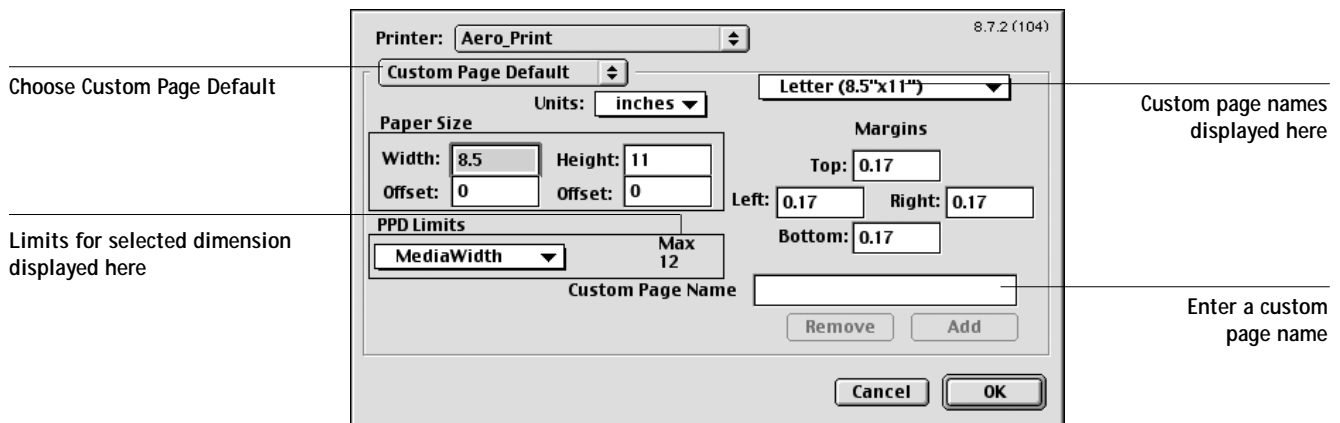 8.7.2 (104)
Printer: Aero_Print
Custom Page Default
Choose Custom Page Default
Letter (8.5"x11")
Units: inches
Custom page names
displayed here
Paper Size
Width: 8.5 Height: 11
Offset: 0 Offset: 0
Margins
Top: 0.17
Left: 0.17 Right: 0.17
Bottom: 0.17
PPD Limits
MediaWidth
Max
12
Limits for selected dimension
displayed here
Custom Page Name
Enter a custom
page name
Remove Add
Cancel OK